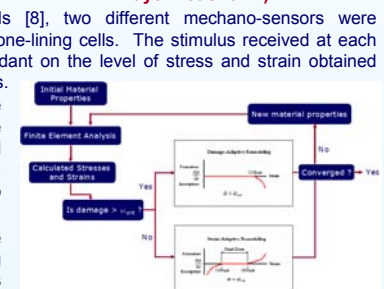 ls [8], two different mechano-sensors were
one-lining cells. The stimulus received at each
dant on the level of stress and strain obtained
s.
Initial Material
Properties
Finite Element Analysis
Calculated Stresses
and Strains
Is damage >
Yes
No
Damage-Adaptive Remodelling
Strain-Adaptive Remodelling
Dead Zone
New material properties
No
Converged ?
Yes